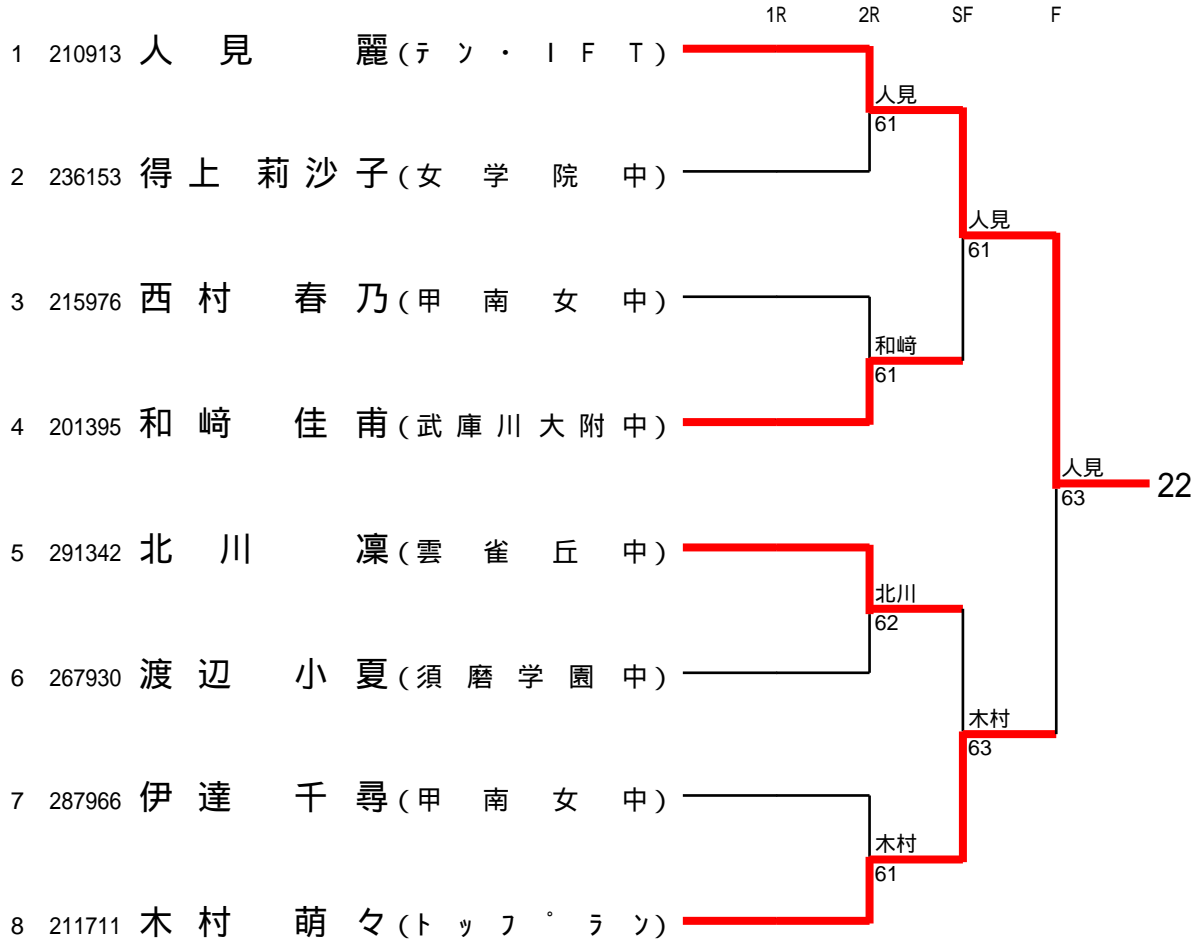 1R 2R SF F
1 210913 人見 麗(テン・IFT)
人見
61
2 236153 得上 莉沙子(女学院中)
人見
61
3 215976 西村 春乃(甲南女中)
和﨑
61
4 201395 和﨑 佳甫(武庫川大附中)
人見
63
22
5 291342 北川 凜(雲雀丘中)
北川
62
6 267930 渡辺 小夏(須磨学園中)
木村
63
7 287966 伊達 千尋(甲南女中)
木村
61
8 211711 木村 萌々(トップラン)